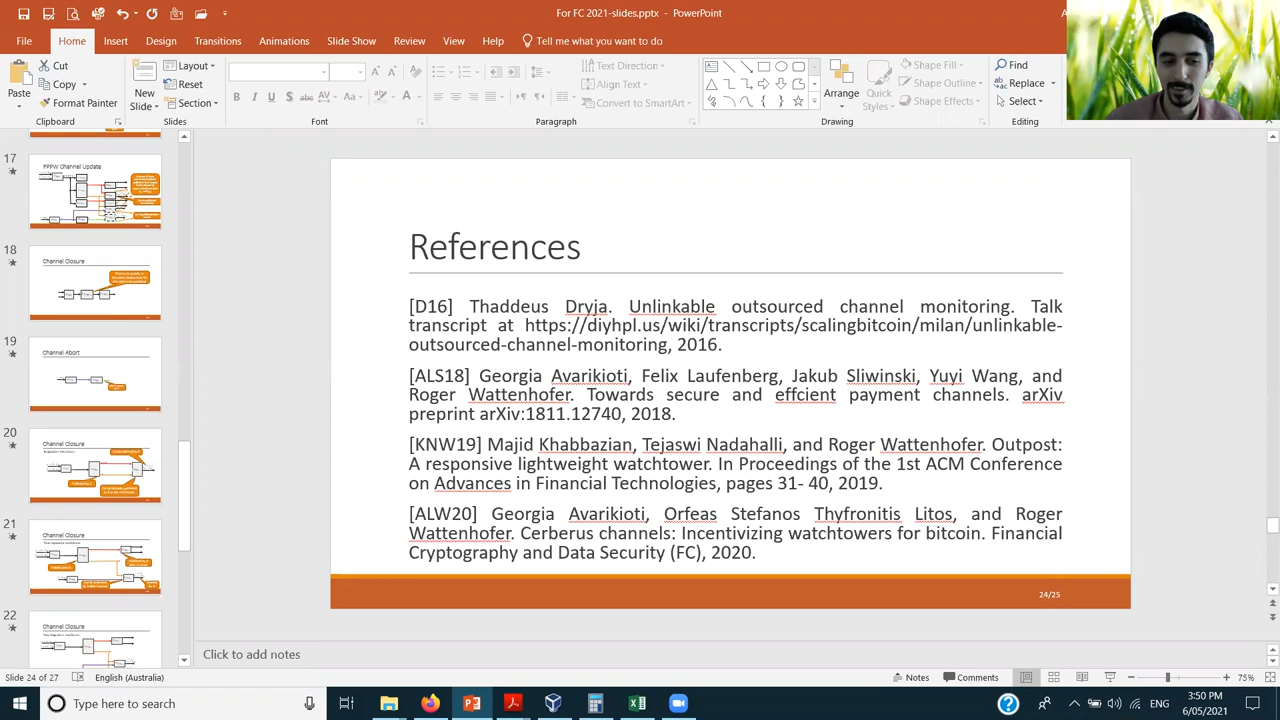 For FC 2021-slides.pptx - PowerPoint
File Home Insert Design Transitions Animations Slide Show Review View Help Tell me what you want to do
Paste
Cut
Copy
Format Painter
Clipboard
New Slide
Layout
Reset
Section
Slides
Font
Text Direction
Align Text
Convert to SmartArt
Paragraph
Arrange
Quick Styles
Shape Fill
Shape Outline
Shape Effects
Drawing
Find
Replace
Select
Editing
17
FPPW Channel Update
18
Channel Closure
19
Channel Abort
20
Channel Closure
21
Channel Closure
22
Channel Closure
References
[D16] Thaddeus Dryja. Unlinkable outsourced channel monitoring. Talk
transcript at https://diyhpl.us/wiki/transcripts/scalingbitcoin/milan/unlinkable-
outsourced-channel-monitoring, 2016.
[ALS18] Georgia Avarikioti, Felix Laufenberg, Jakub Sliwinski, Yuyi Wang, and
Roger Wattenhofer. Towards secure and effcient payment channels. arXiv
preprint arXiv:1811.12740, 2018.
[KNW19] Majid Khabbazian, Tejaswi Nadahalli, and Roger Wattenhofer. Outpost:
A responsive lightweight watchtower. In Proceedings of the 1st ACM Conference
on Advances in Financial Technologies, pages 31- 40, 2019.
[ALW20] Georgia Avarikioti, Orfeas Stefanos Thyfronitis Litos, and Roger
Wattenhofer. Cerberus channels: Incentivizing watchtowers for bitcoin. Financial
Cryptography and Data Security (FC), 2020.
24/25
Click to add notes
Slide 24 of 27 English (Australia) Notes Comments 75%
Type here to search
ENG
3:50 PM
6/05/2021